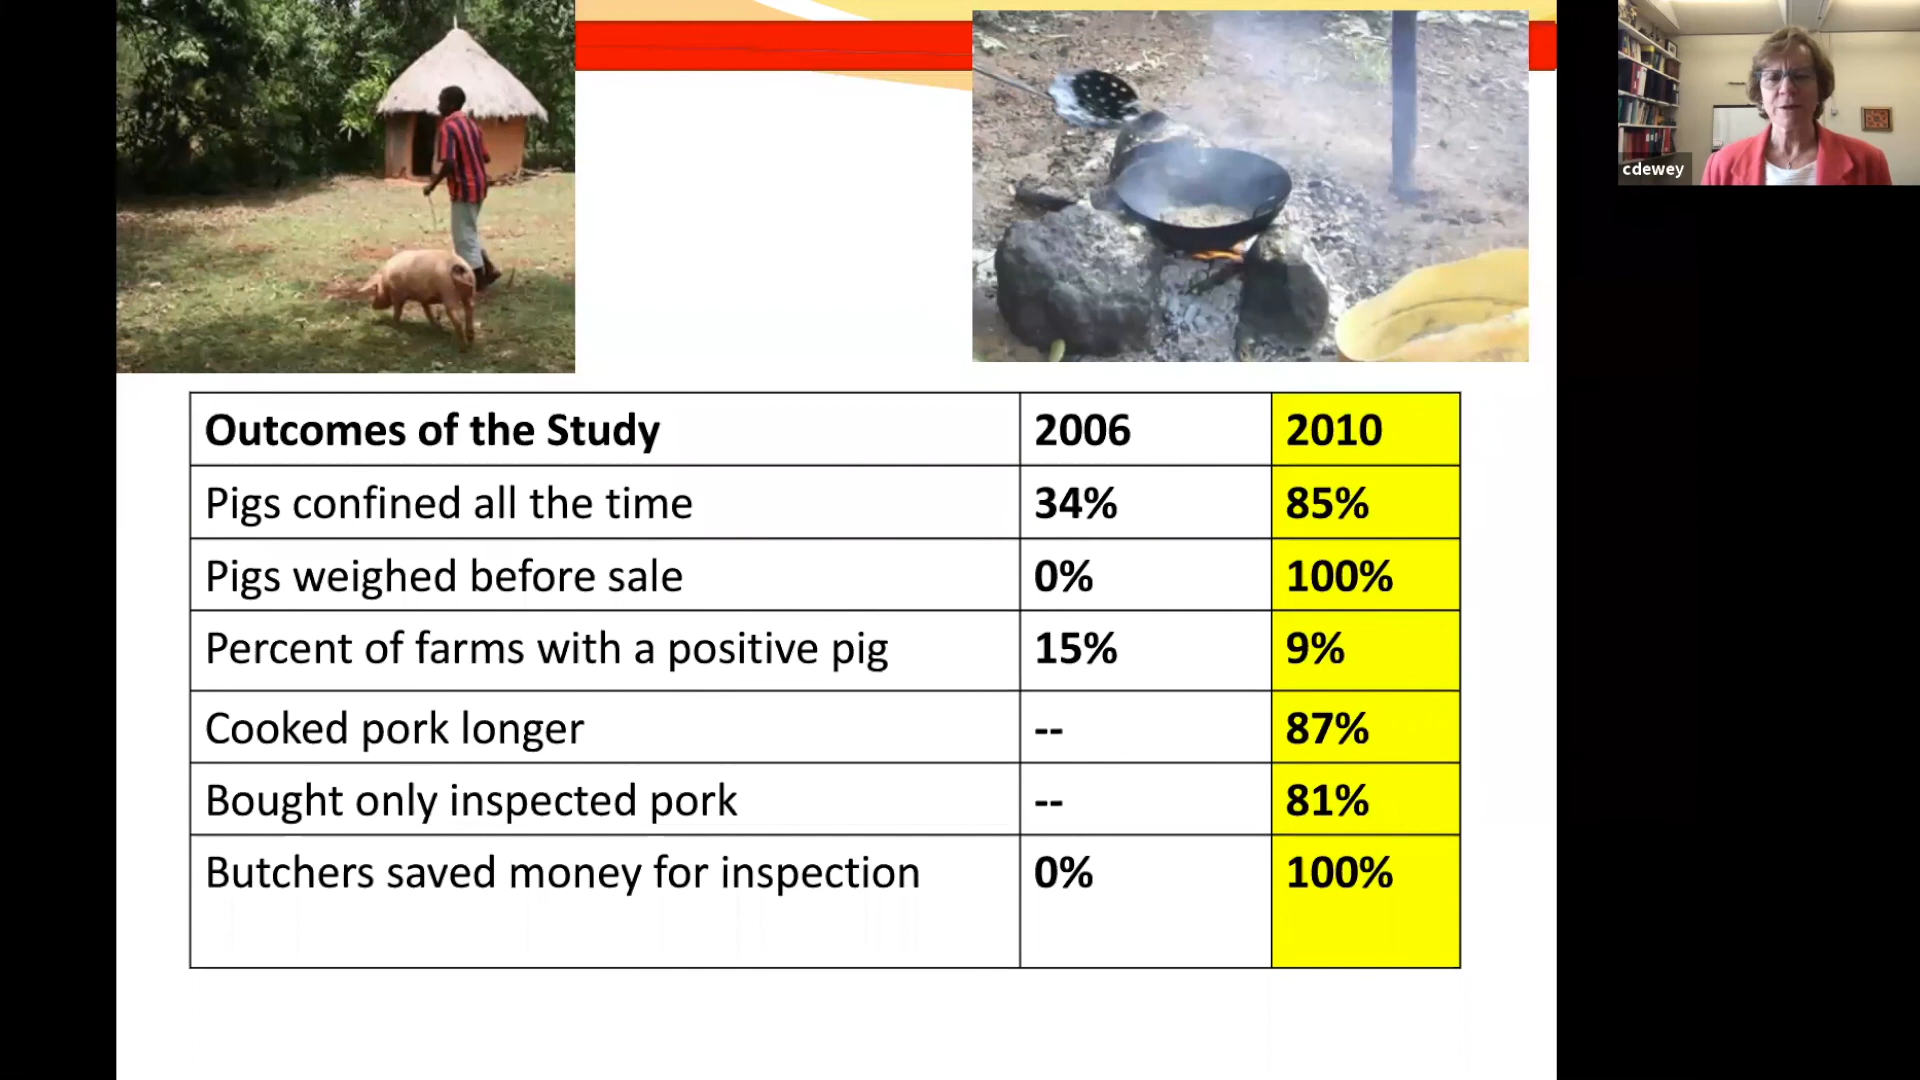 cdewey
Outcomes of the Study 2006 2010
Pigs confined all the time 34% 85%
Pigs weighed before sale 0% 100%
Percent of farms with a positive pig 15% 9%
Cooked pork longer -- 87%
Bought only inspected pork -- 81%
Butchers saved money for inspection 0% 100%